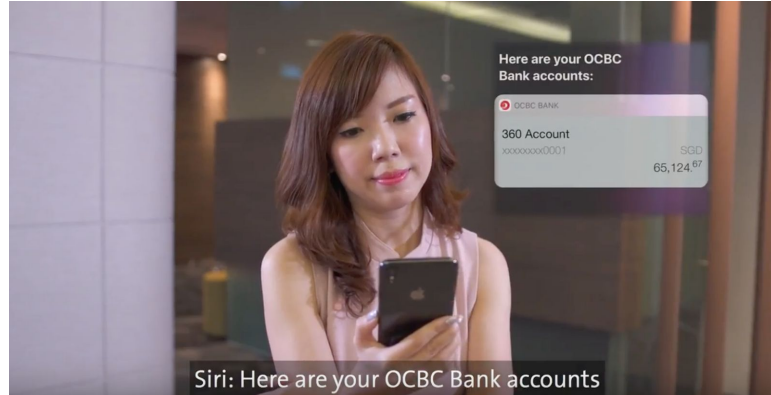 Here are your OCBC
Bank accounts:
OCBC BANK
360 Account
xxxxxxxx0001
SGD
65,124.67
Siri: Here are your OCBC Bank accounts